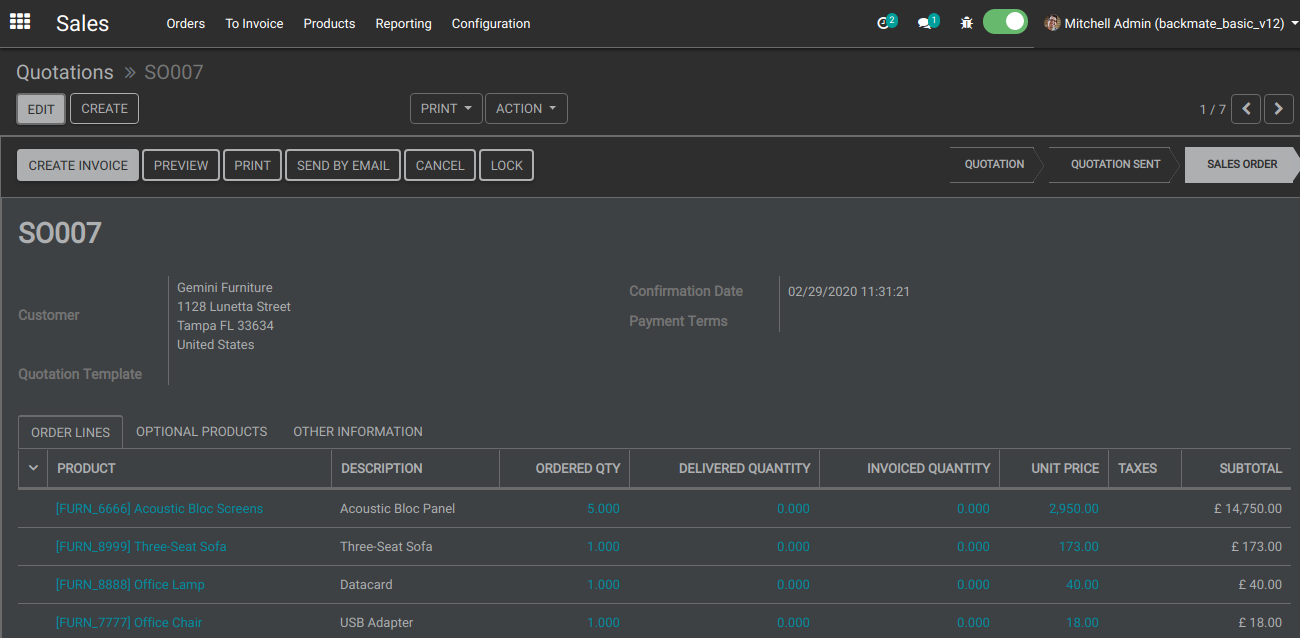 Sales Orders To Invoice Products Reporting Configuration 2 1 Mitchell Admin (backmate_basic_v12)
Quotations » SO007
EDIT CREATE PRINT ACTION 1 / 7
CREATE INVOICE PREVIEW PRINT SEND BY EMAIL CANCEL LOCK QUOTATION QUOTATION SENT SALES ORDER
SO007
Customer
Gemini Furniture
1128 Lunetta Street
Tampa FL 33634
United States
Quotation Template
Confirmation Date 02/29/2020 11:31:21
Payment Terms
ORDER LINES OPTIONAL PRODUCTS OTHER INFORMATION
PRODUCT DESCRIPTION ORDERED QTY DELIVERED QUANTITY INVOICED QUANTITY UNIT PRICE TAXES SUBTOTAL
[FURN_6666] Acoustic Bloc Screens Acoustic Bloc Panel 5.000 0.000 0.000 2,950.00 £ 14,750.00
[FURN_8999] Three-Seat Sofa Three-Seat Sofa 1.000 0.000 0.000 173.00 £ 173.00
[FURN_8888] Office Lamp Datacard 1.000 0.000 0.000 40.00 £ 40.00
[FURN_7777] Office Chair USB Adapter 1.000 0.000 0.000 18.00 £ 18.00